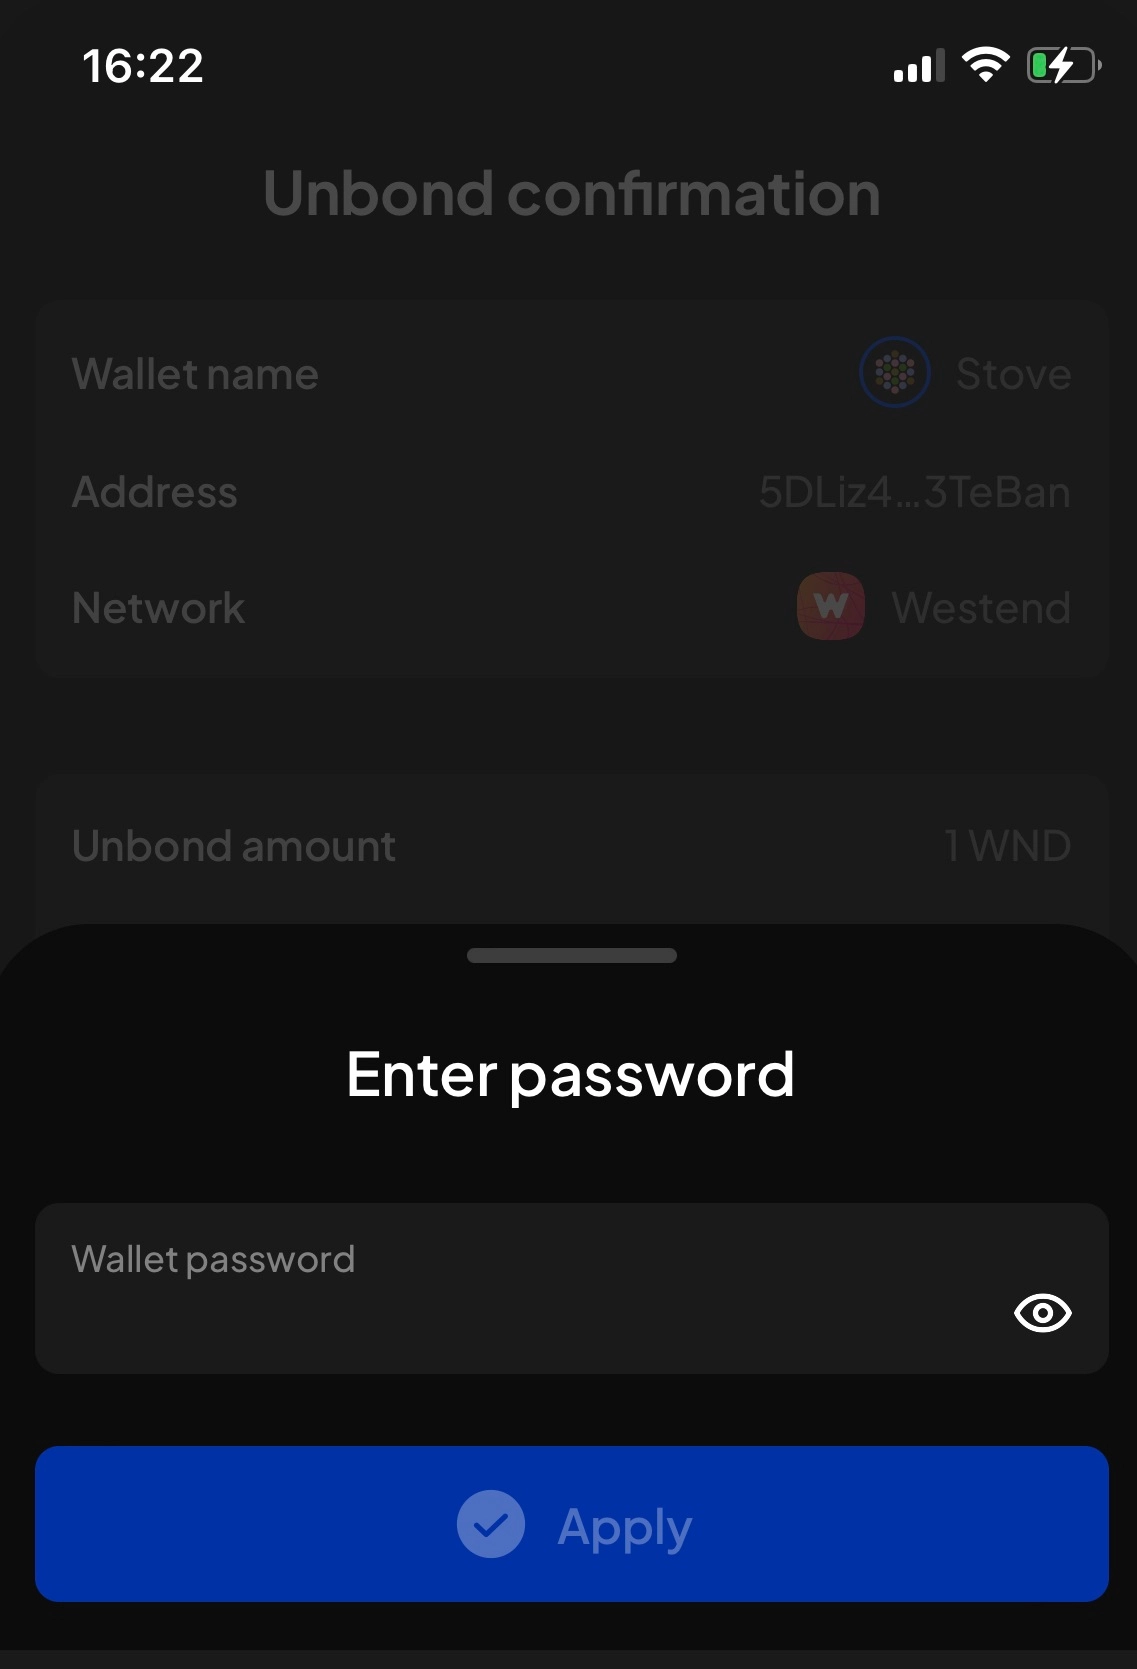 16:22
Unbond confirmation
Wallet name Stove
Address 5DLiz4...3TeBan
Network W Westend
Unbond amount 1 WND
Enter password
Wallet password
Apply